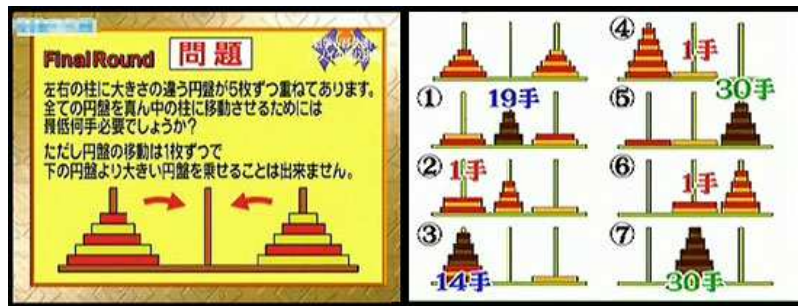 Final Round 問題
左右の柱に大きさの違う円盤が5枚ずつ重ねてあります。
全ての円盤を真ん中の柱に移動させるためには
最低何手必要でしょうか?
ただし円盤の移動は1枚ずつで
下の円盤より大きい円盤を乗せることは出来ません。
①
19手
②
1手
③
14手
④
1手
⑤
30手
⑥
1手
⑦
30手